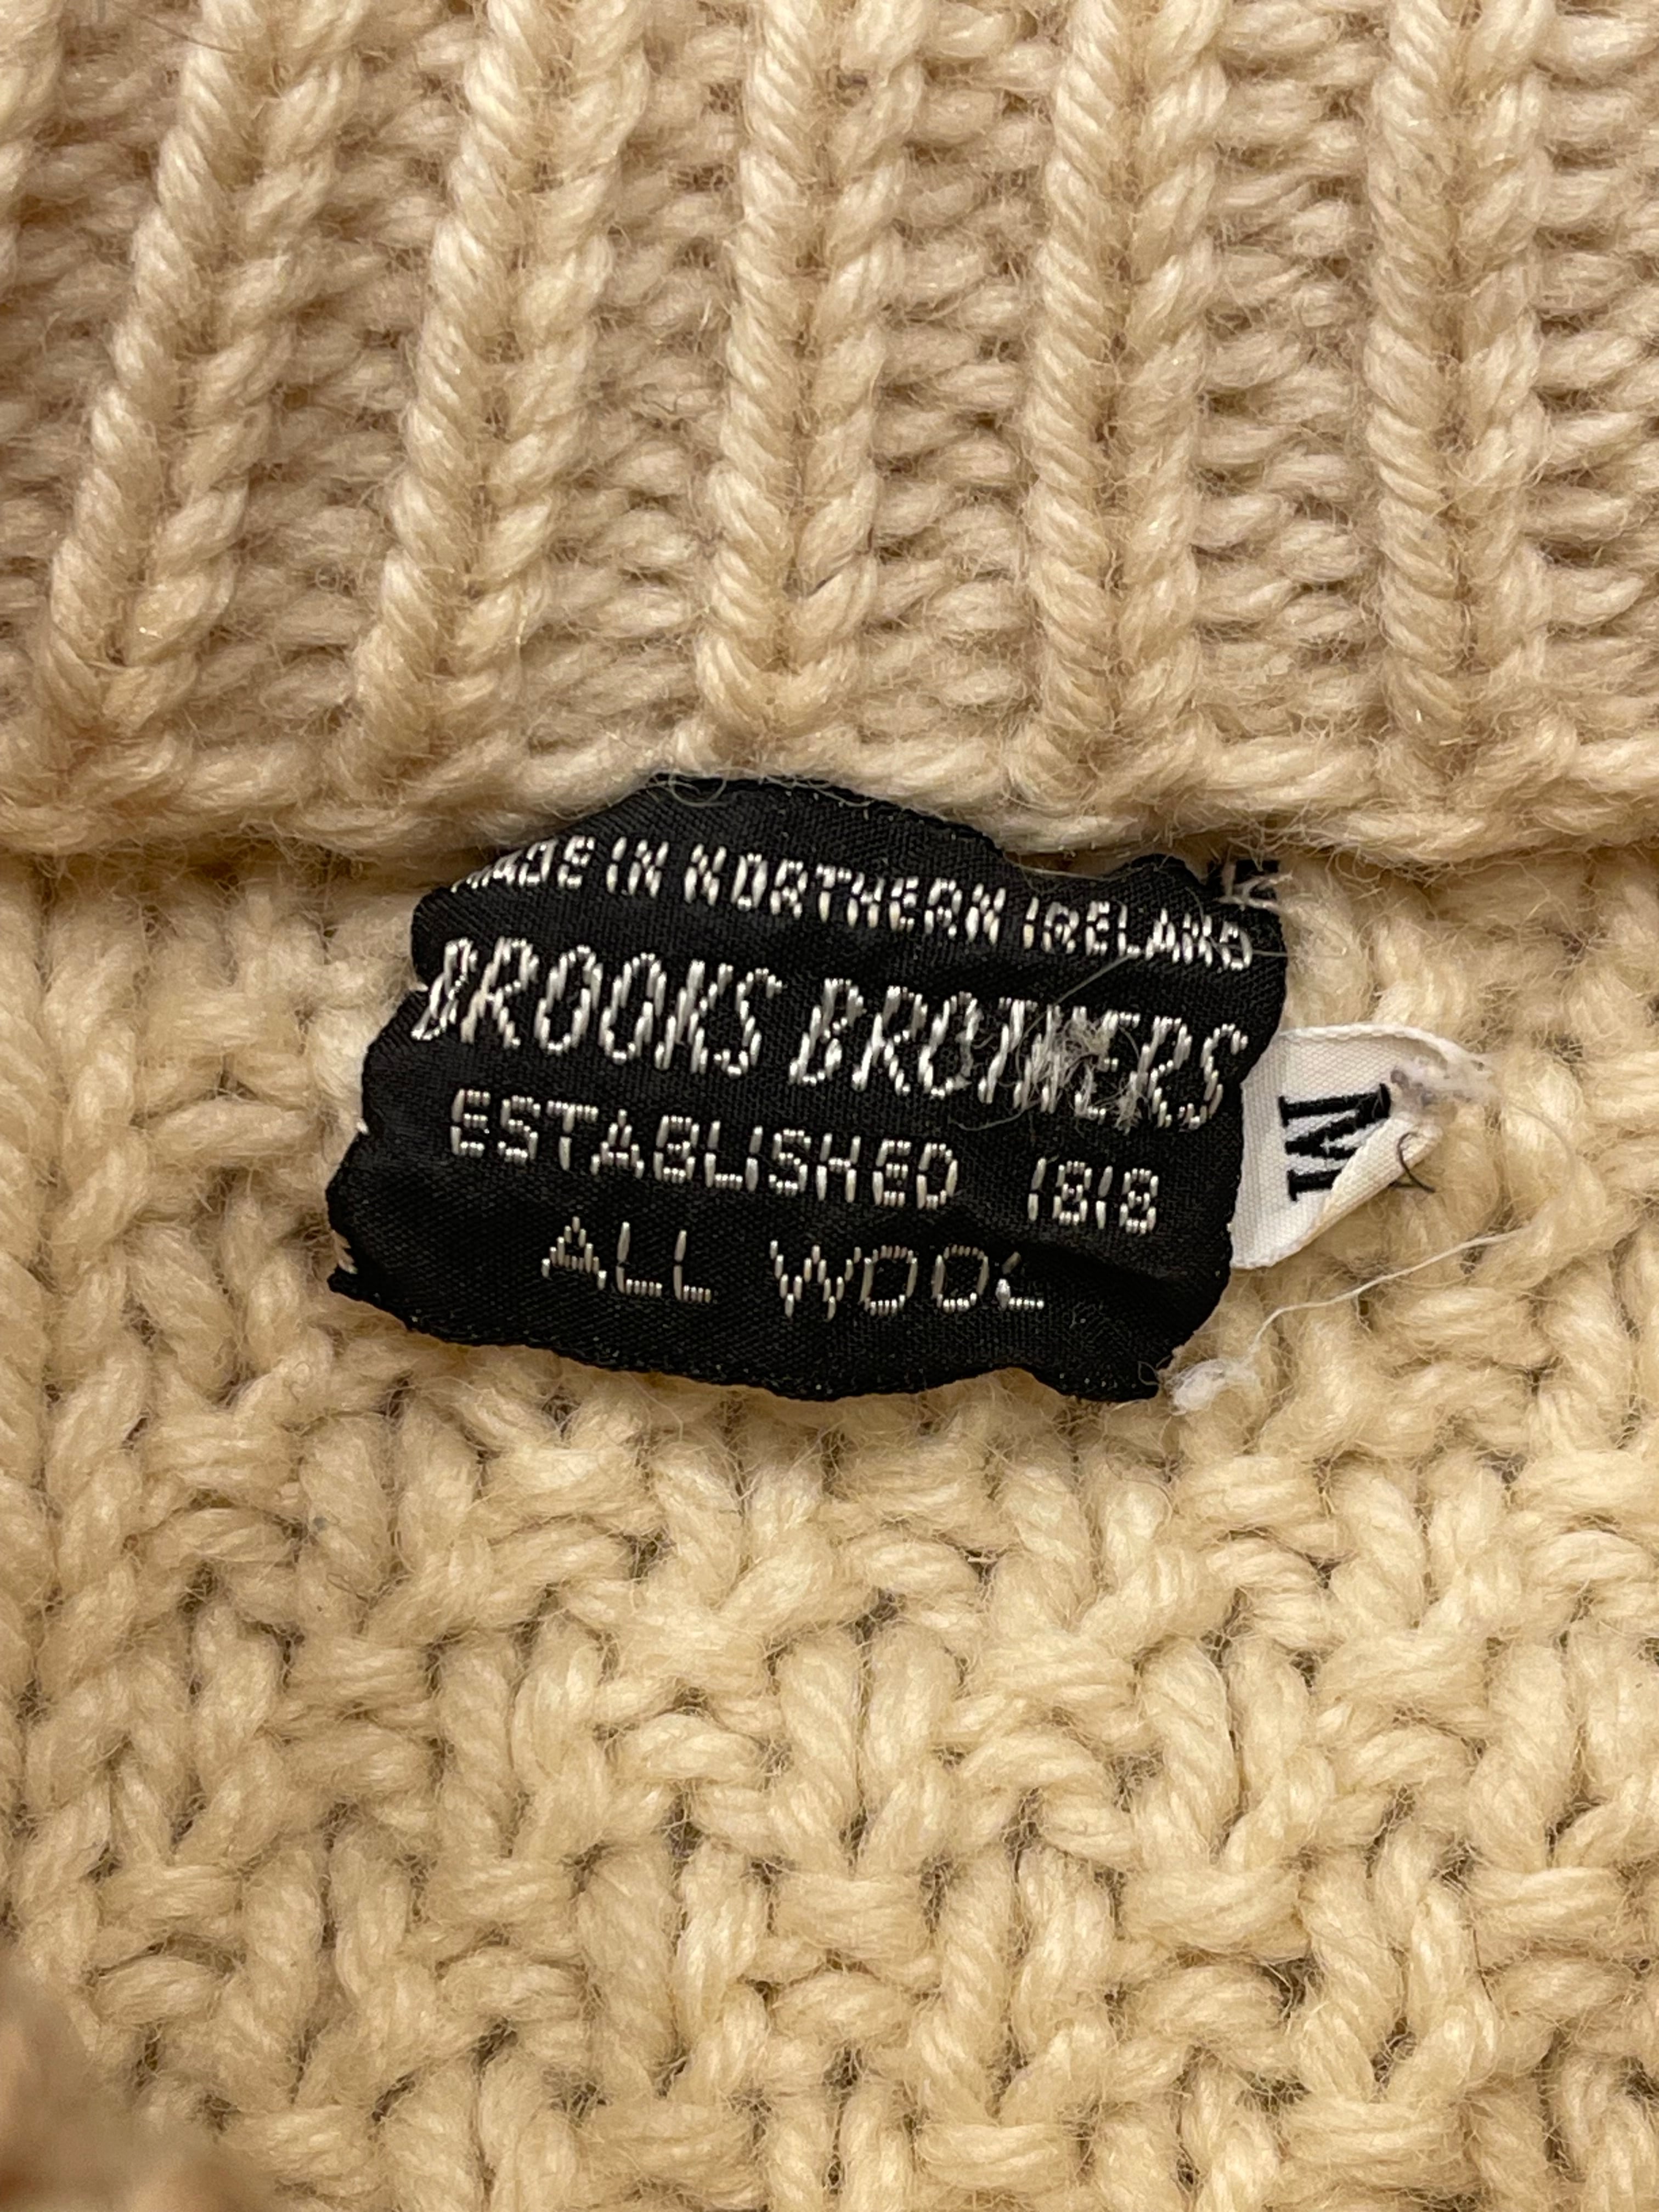 MADE IN NORTHERN IRELAND
BROOKS BROTHERS
ESTABLISHED 1818
ALL WOOL
M